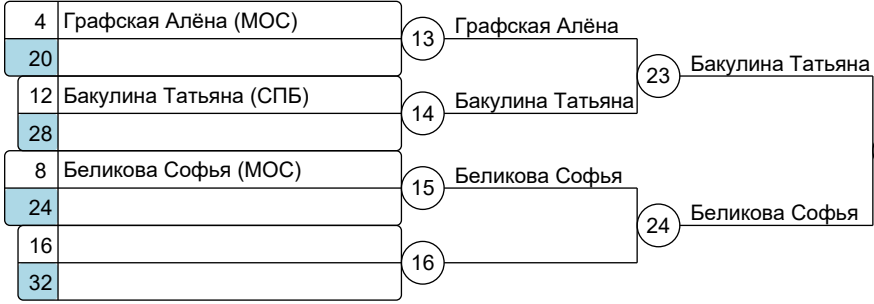 4 Графская Алёна (МОС)
20
12 Бакулина Татьяна (СПБ)
28
8 Беликова Софья (МОС)
24
16
32
13 Графская Алёна
14 Бакулина Татьяна
15 Беликова Софья
16
23 Бакулина Татьяна
24 Беликова Софья